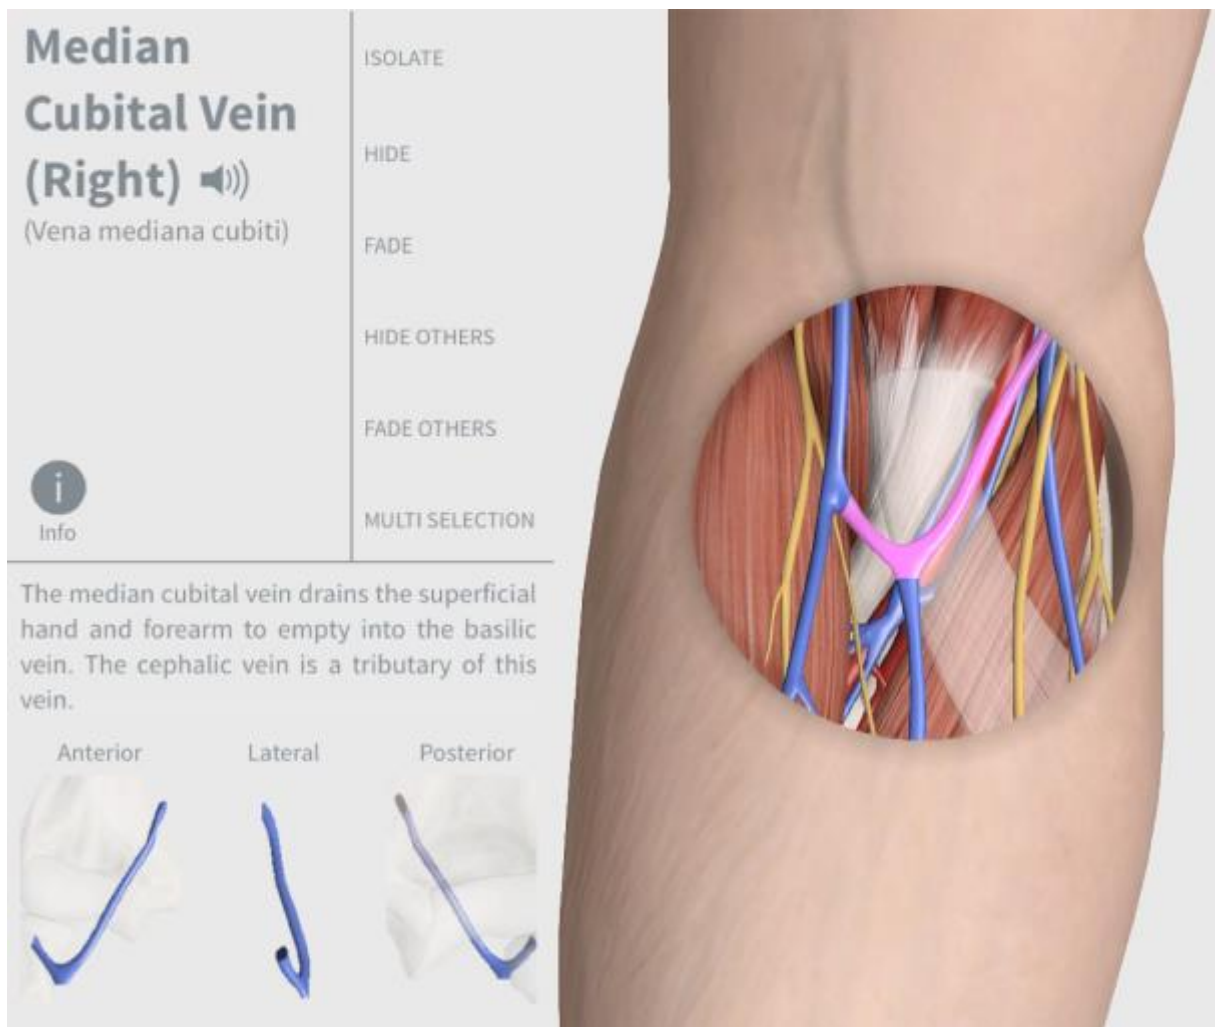 Median
Cubital Vein
(Right)
(Vena mediana cubiti)
i
Info
ISOLATE
HIDE
FADE
HIDE OTHERS
FADE OTHERS
MULTI SELECTION
The median cubital vein drains the superficial
hand and forearm to empty into the basilic
vein. The cephalic vein is a tributary of this
vein.
Anterior
Lateral
Posterior